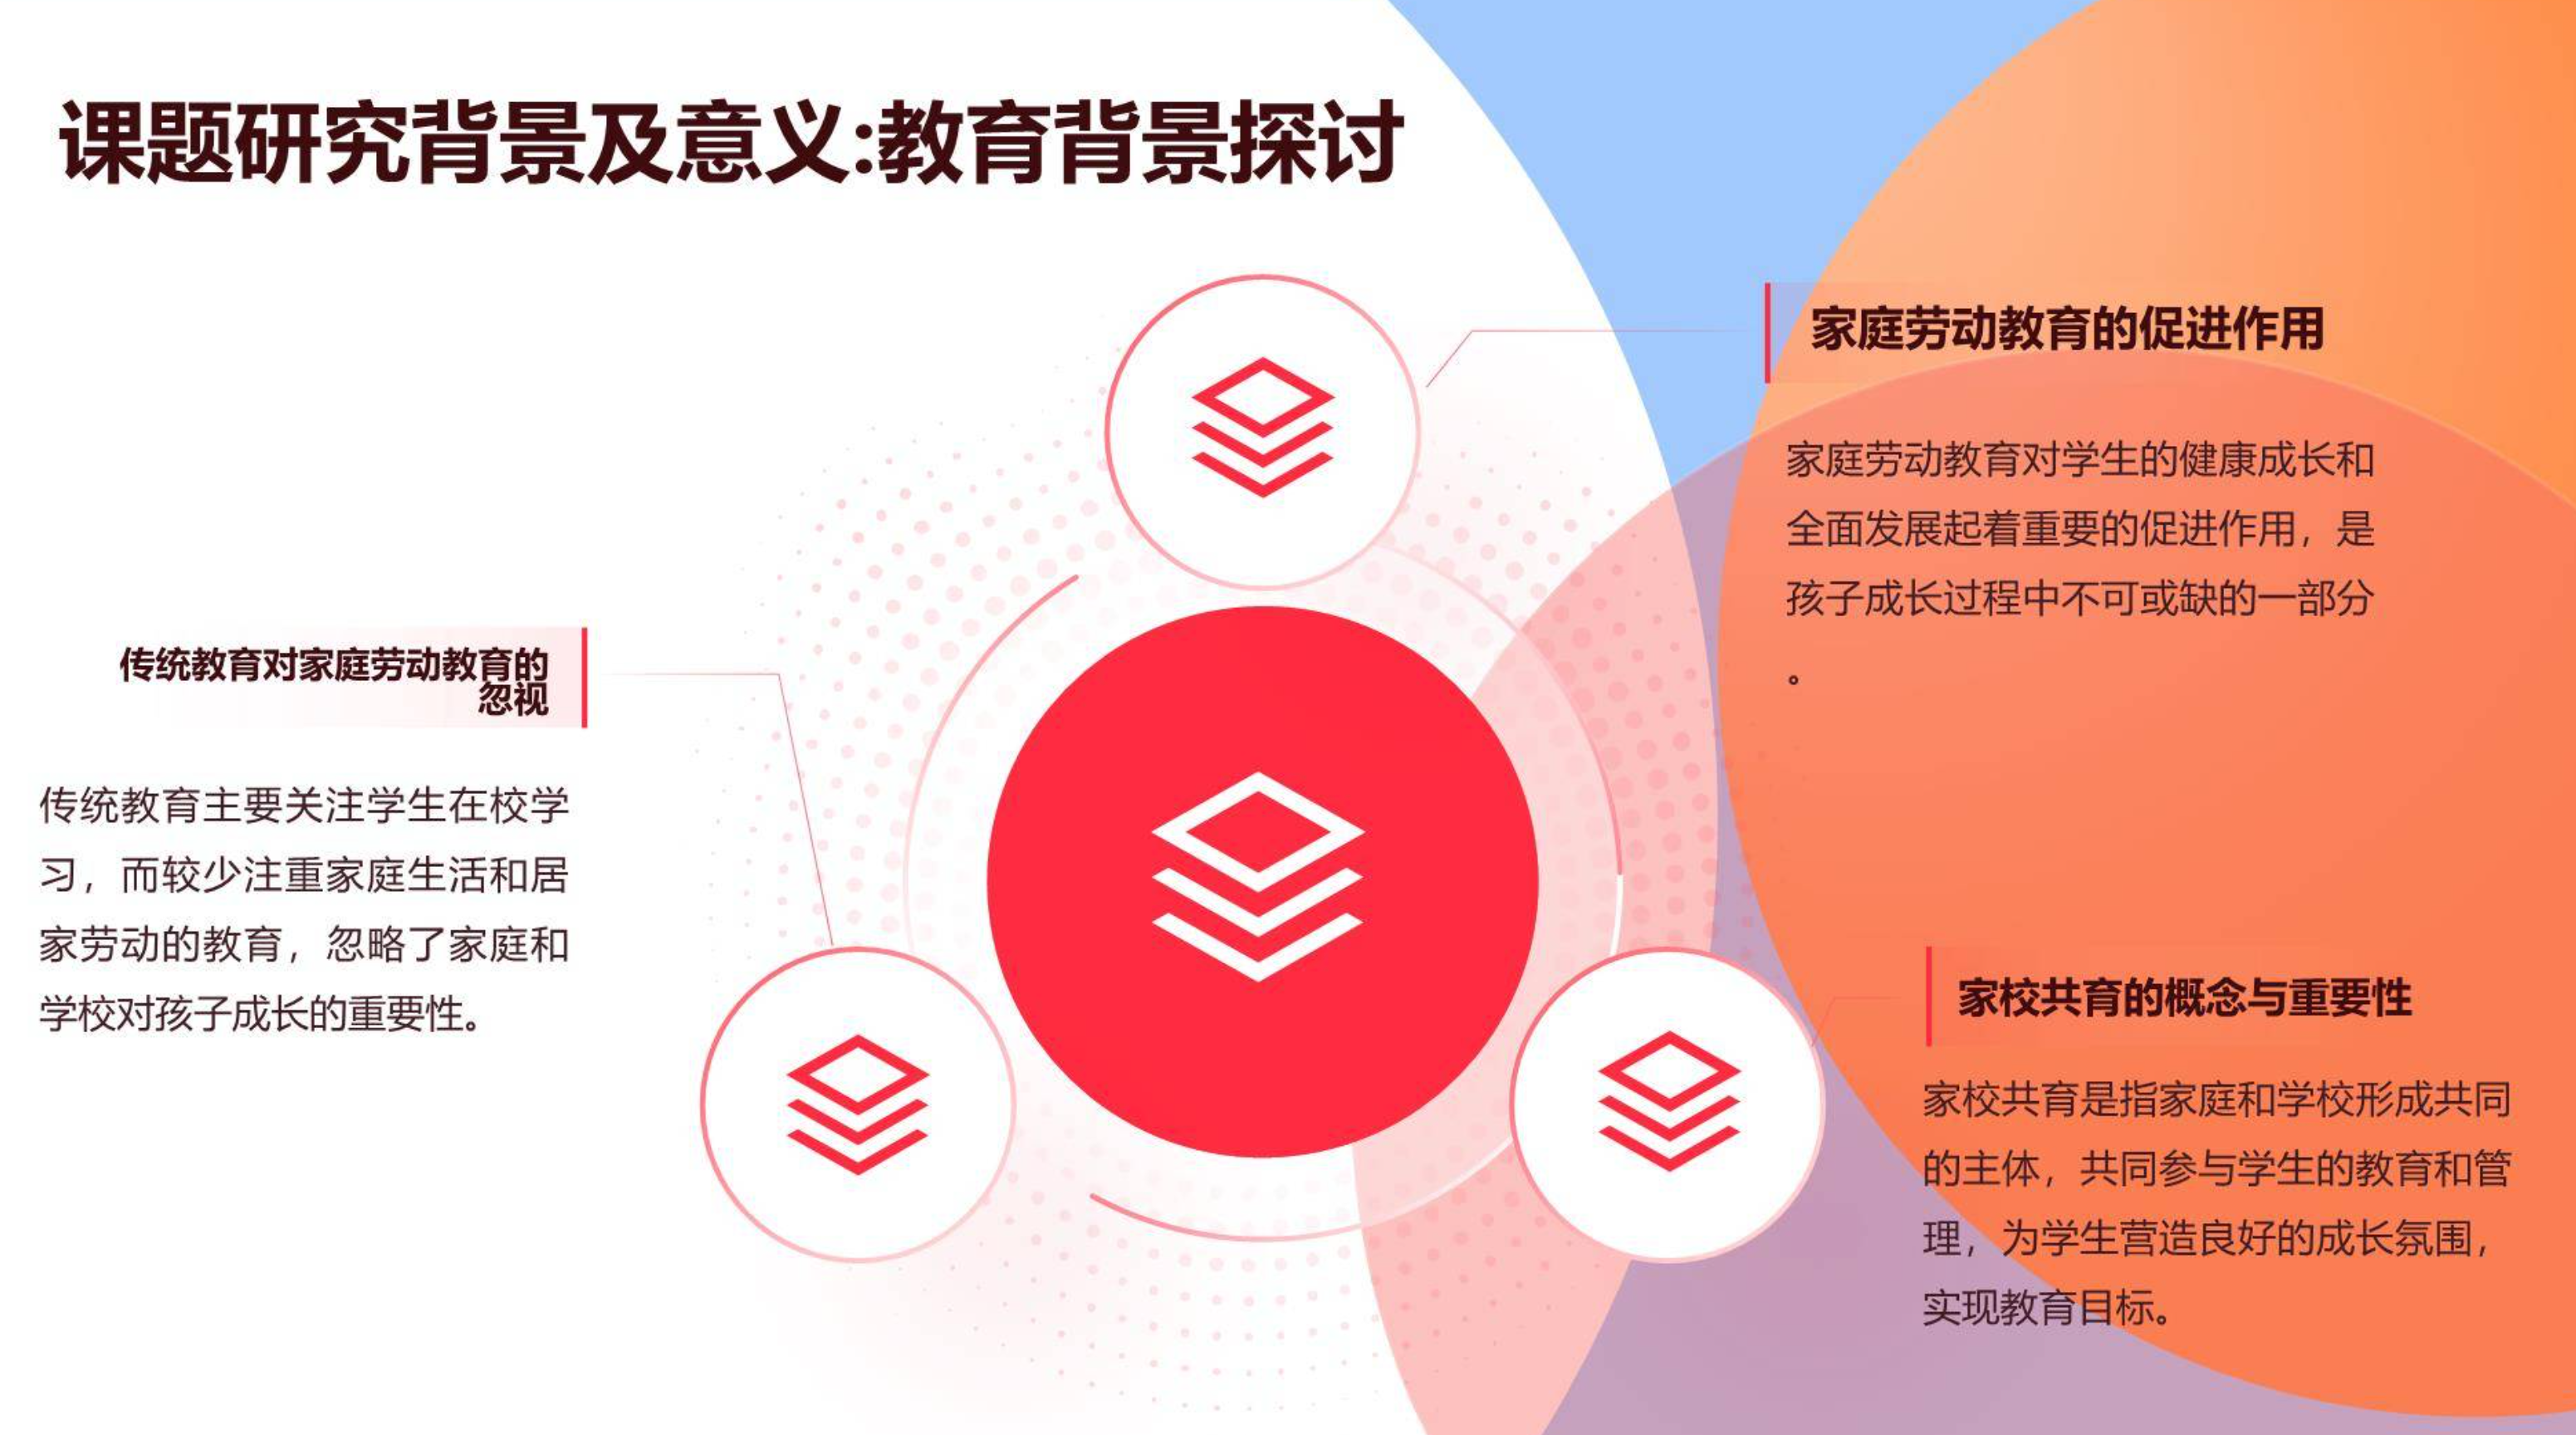 课题研究背景及意义:教育背景探讨
家庭劳动教育的促进作用
家庭劳动教育对学生的健康成长和
全面发展起着重要的促进作用，是
孩子成长过程中不可或缺的一部分
。
传统教育对家庭劳动教育的
忽视
传统教育主要关注学生在校学
习，而较少注重家庭生活和居
家劳动的教育，忽略了家庭和
学校对孩子成长的重要性。
家校共育的概念与重要性
家校共育是指家庭和学校形成共同
的主体，共同参与学生的教育和管
理，为学生营造良好的成长氛围，
实现教育目标。